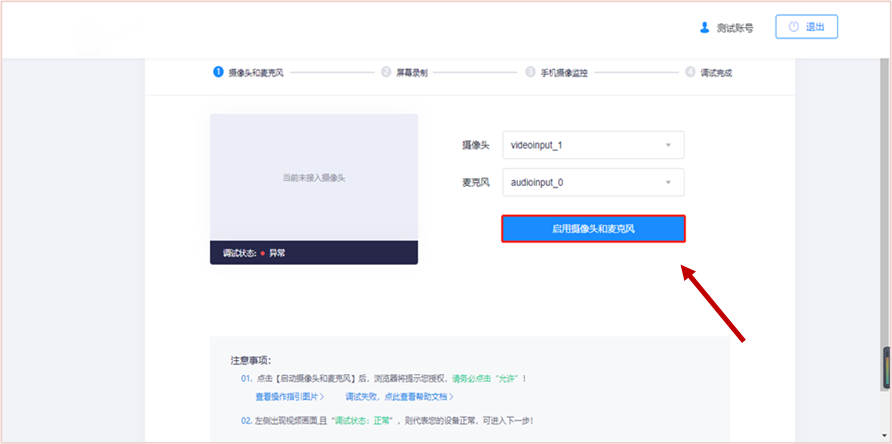 测试账号
退出
1 摄像头和麦克风
2 屏幕录制
3 手机摄像监控
4 调试完成
当前未接入摄像头
调试状态: 异常
摄像头 videoinput_1
麦克风 audioinput_0
启用摄像头和麦克风
注意事项:
01. 点击【启动摄像头和麦克风】后，浏览器将提示您授权，请务必点击“允许”！
查看操作指引图片> 调试失败，点此查看帮助文档>
02. 左侧出现视频画面,且“调试状态：正常”，则代表您的设备正常，可进入下一步!